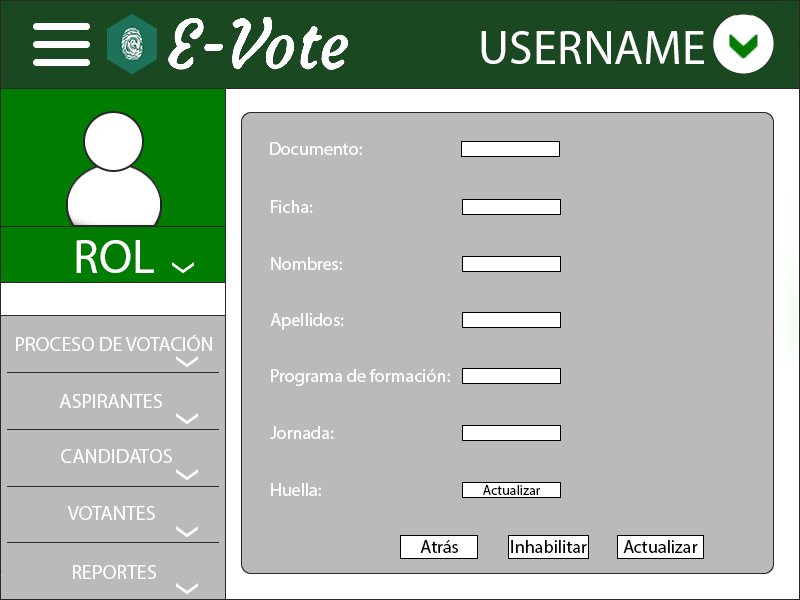 E-Vote
USERNAME
ROL
PROCESO DE VOTACIÓN
ASPIRANTES
CANDIDATOS
VOTANTES
REPORTES
Documento:
Ficha:
Nombres:
Apellidos:
Programa de formación:
Jornada:
Huella: Actualizar
Atrás Inhabilitar Actualizar